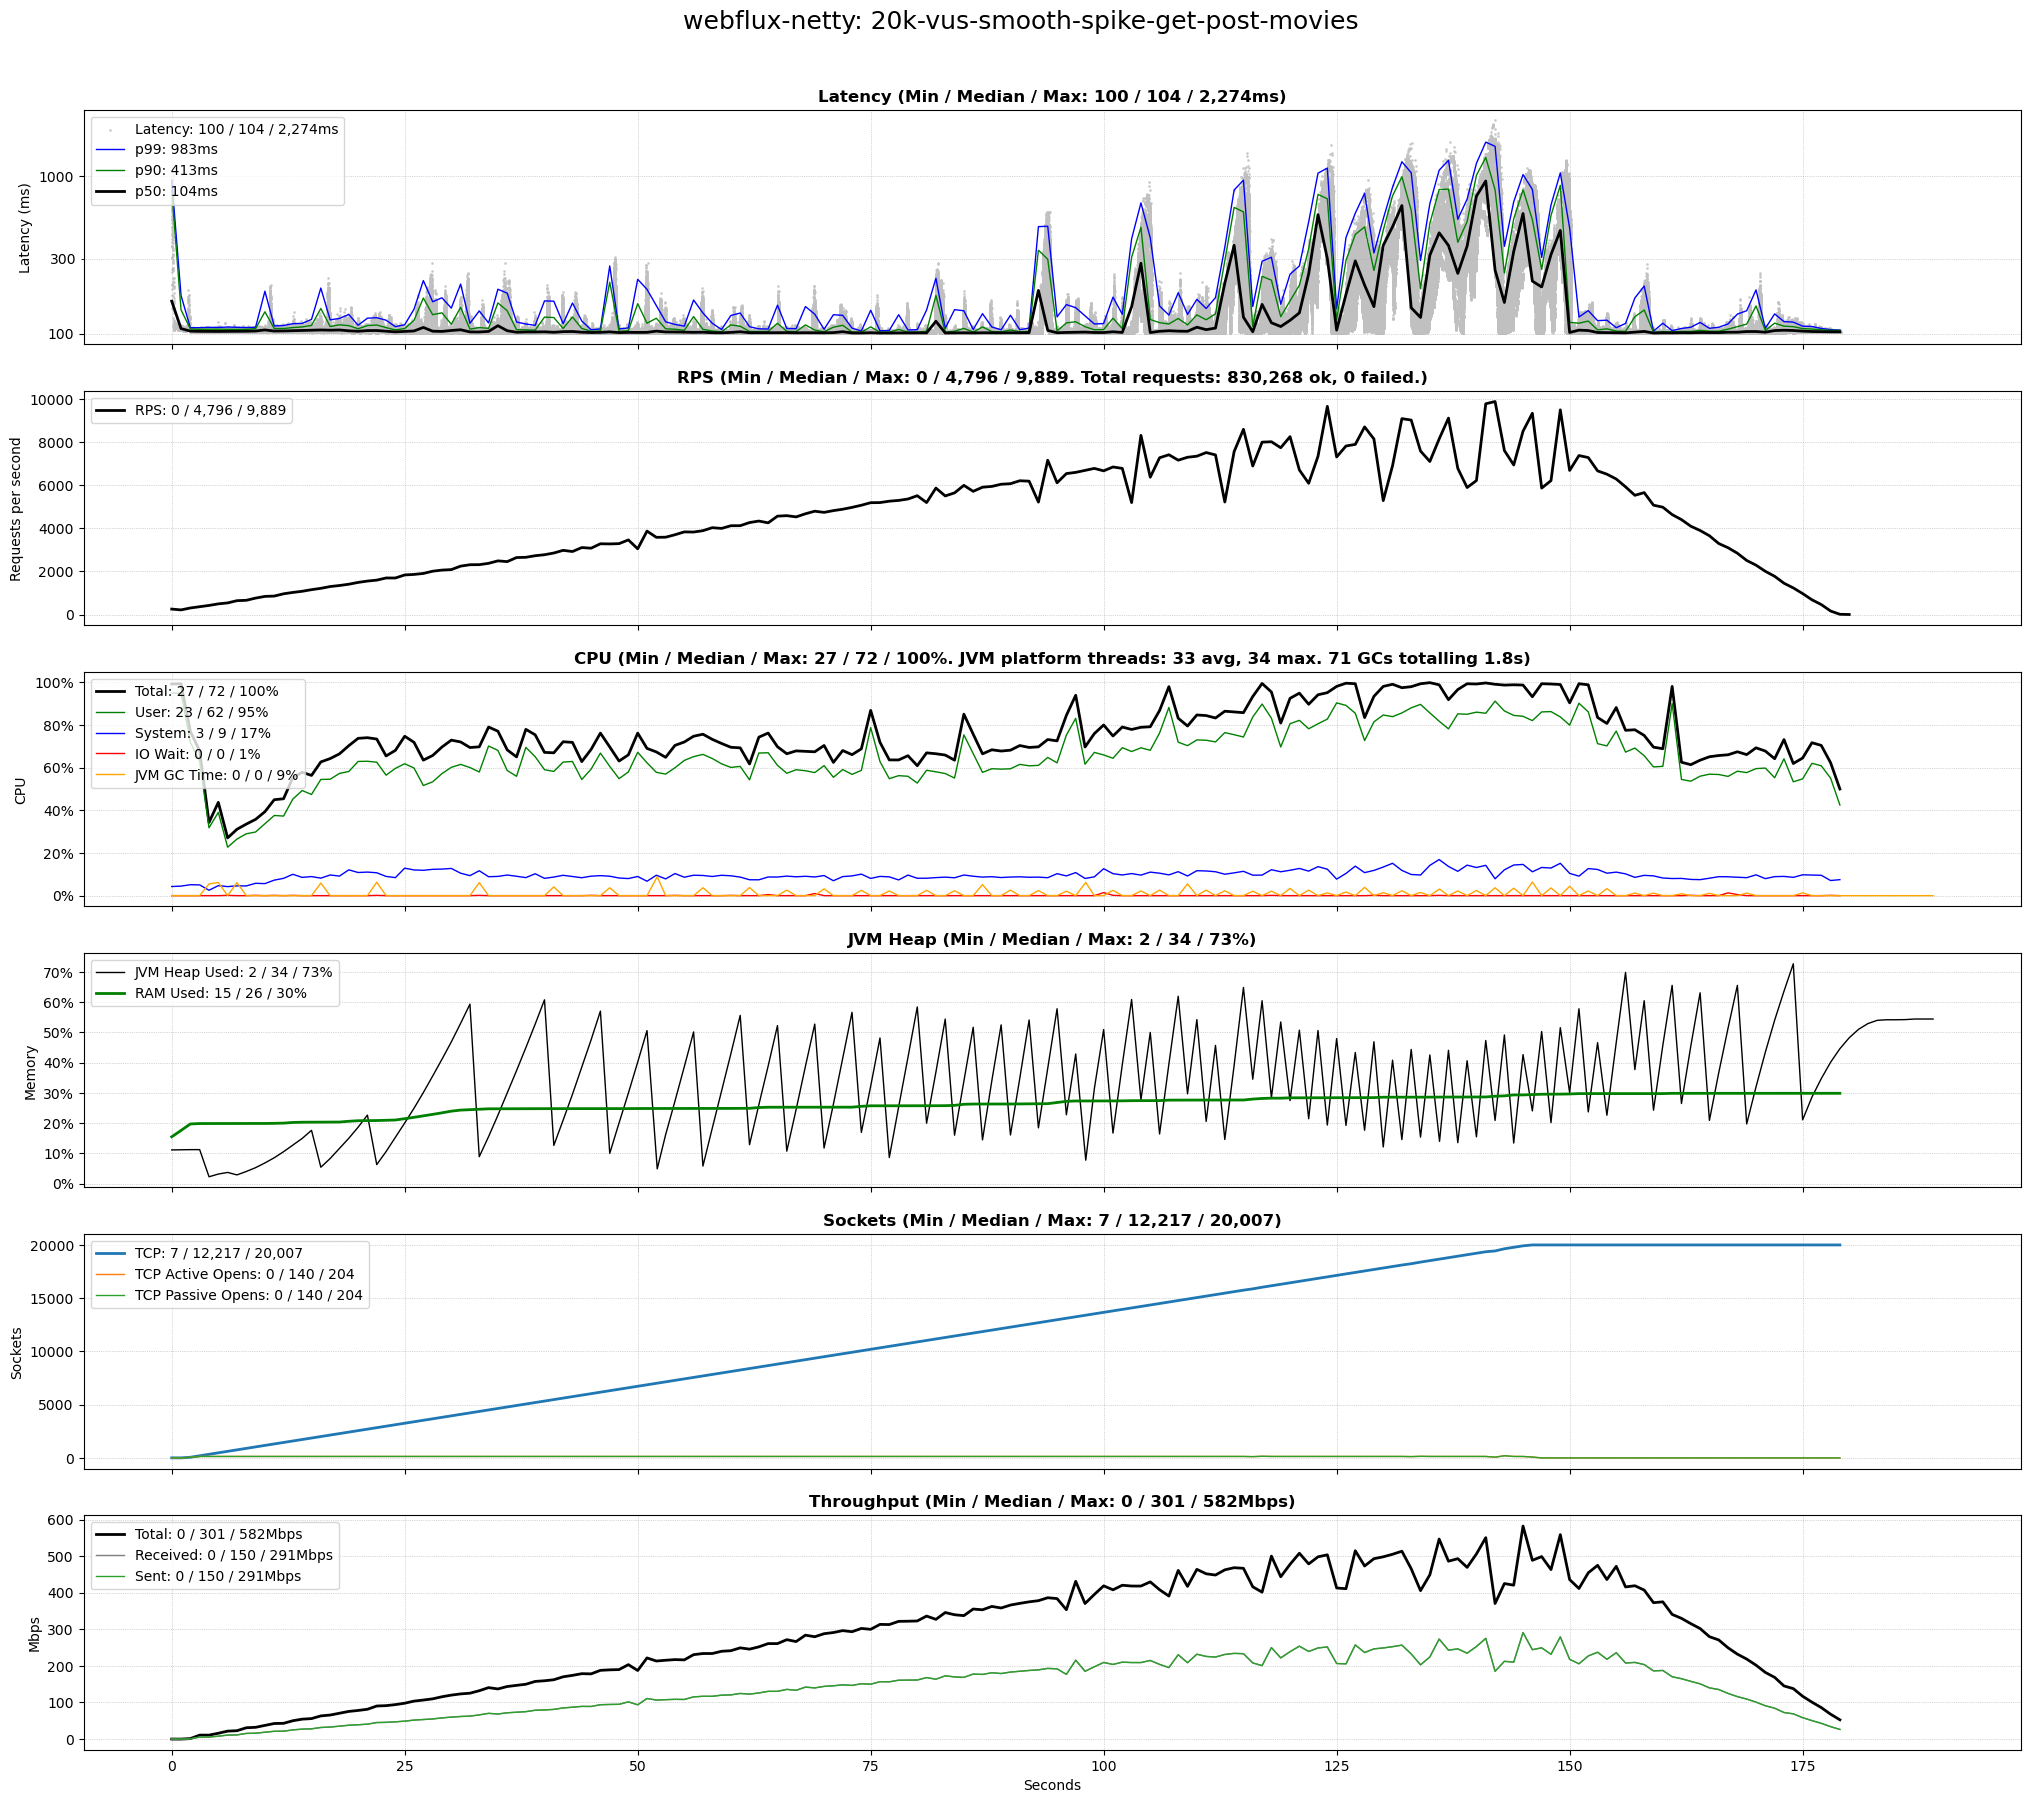 webflux-netty: 20k-vus-smooth-spike-get-post-movies
Latency (Min / Median / Max: 100 / 104 / 2,274ms)
Latency: 100 / 104 / 2,274ms
p99: 983ms
p90: 413ms
p50: 104ms
Latency (ms)
1000
300
100
RPS (Min / Median / Max: 0 / 4,796 / 9,889. Total requests: 830,268 ok, 0 failed.)
RPS: 0 / 4,796 / 9,889
Requests per second
10000
8000
6000
4000
2000
0
CPU (Min / Median / Max: 27 / 72 / 100%. JVM platform threads: 33 avg, 34 max. 71 GCs totalling 1.8s)
Total: 27 / 72 / 100%
User: 23 / 62 / 95%
System: 3 / 9 / 17%
IO Wait: 0 / 0 / 1%
JVM GC Time: 0 / 0 / 9%
CPU
100%
80%
60%
40%
20%
0%
JVM Heap (Min / Median / Max: 2 / 34 / 73%)
JVM Heap Used: 2 / 34 / 73%
RAM Used: 15 / 26 / 30%
Memory
70%
60%
50%
40%
30%
20%
10%
0%
Sockets (Min / Median / Max: 7 / 12,217 / 20,007)
TCP: 7 / 12,217 / 20,007
TCP Active Opens: 0 / 140 / 204
TCP Passive Opens: 0 / 140 / 204
Sockets
20000
15000
10000
5000
0
Throughput (Min / Median / Max: 0 / 301 / 582Mbps)
Total: 0 / 301 / 582Mbps
Received: 0 / 150 / 291Mbps
Sent: 0 / 150 / 291Mbps
Mbps
600
500
400
300
200
100
0
0 25 50 75 100 125 150 175
Seconds